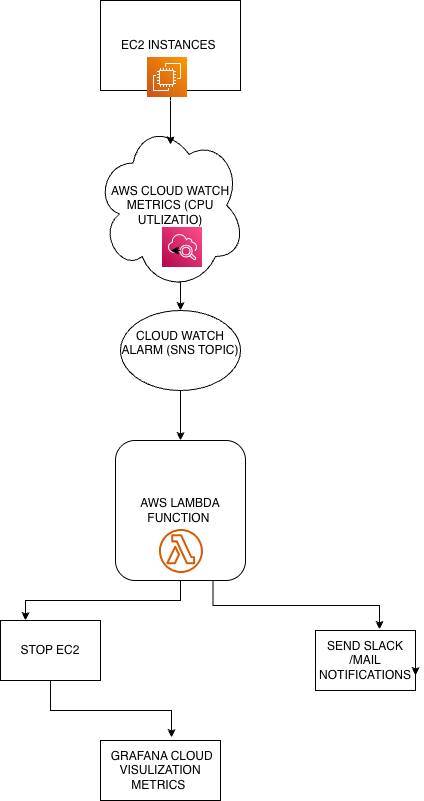 EC2 INSTANCES
AWS CLOUD WATCH
METRICS (CPU
UTLIZATIO)
CLOUD WATCH
ALARM (SNS TOPIC)
AWS LAMBDA
FUNCTION
STOP EC2
SEND SLACK
/MAIL
NOTIFICATIONS
GRAFANA CLOUD
VISULIZATION
METRICS